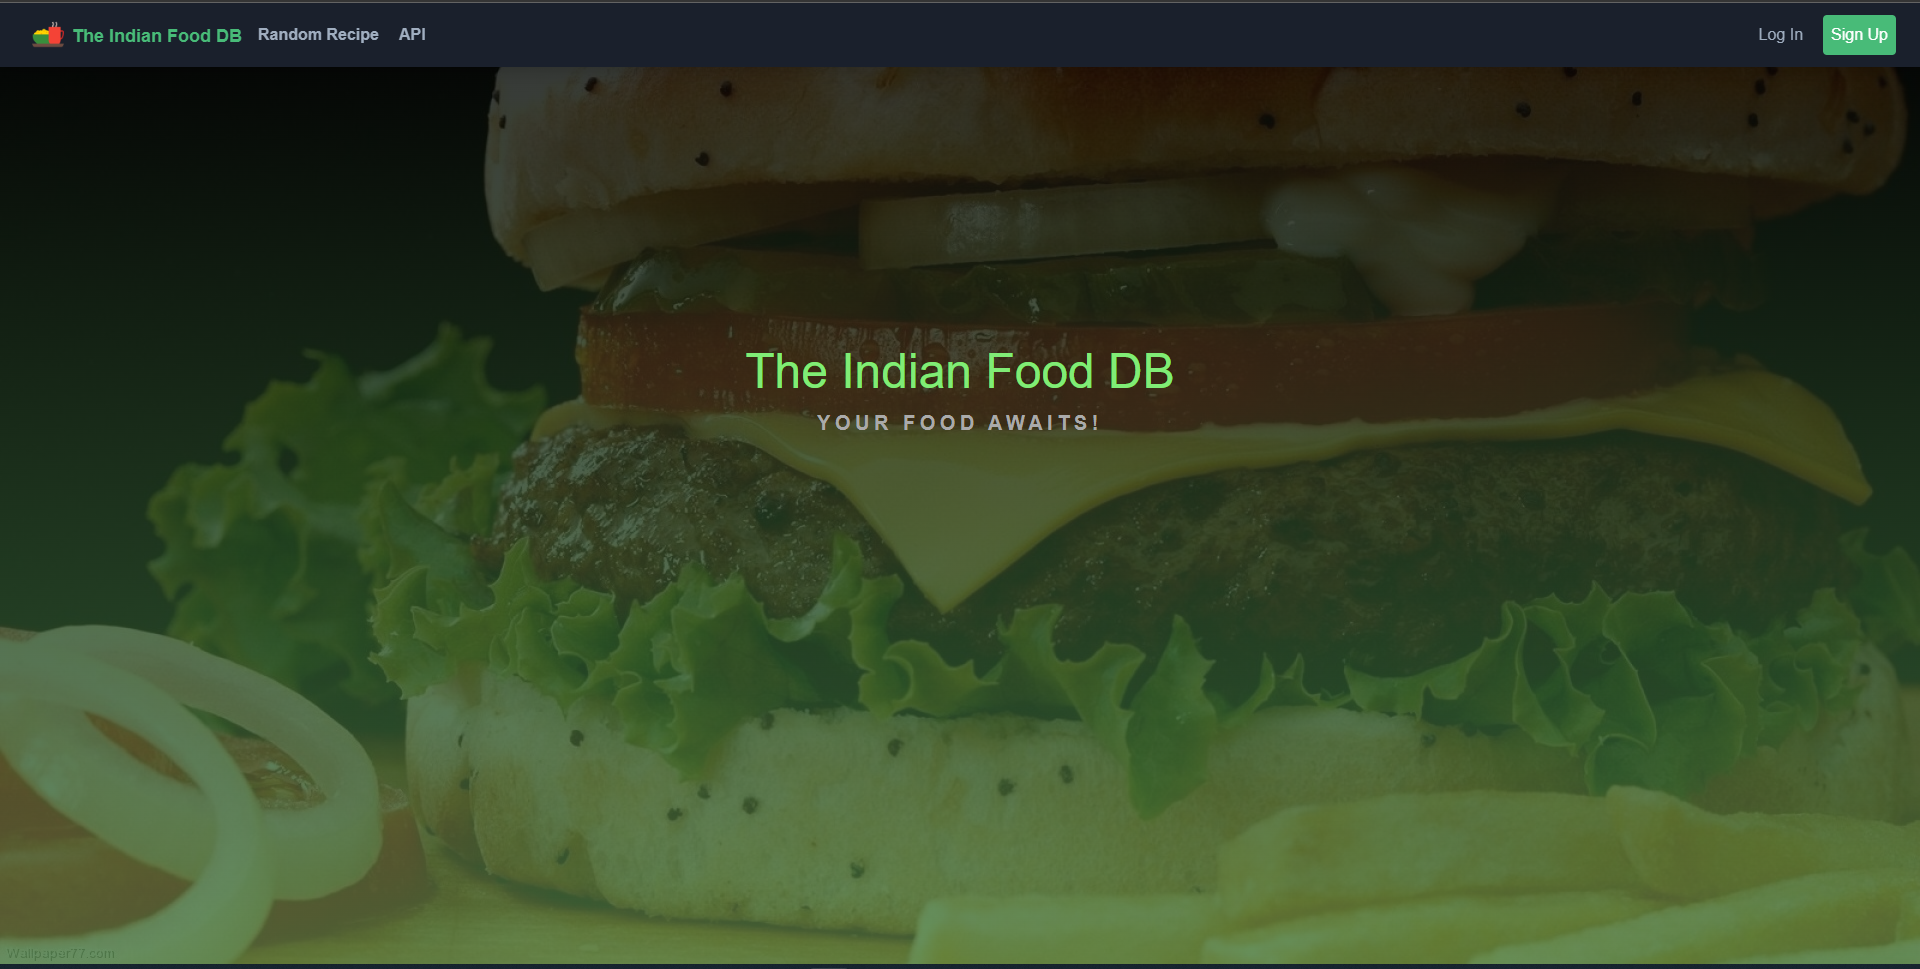 The Indian Food DB
Random Recipe
API
Log In
Sign Up
The Indian Food DB
YOUR FOOD AWAITS!
Wallpaper77.com